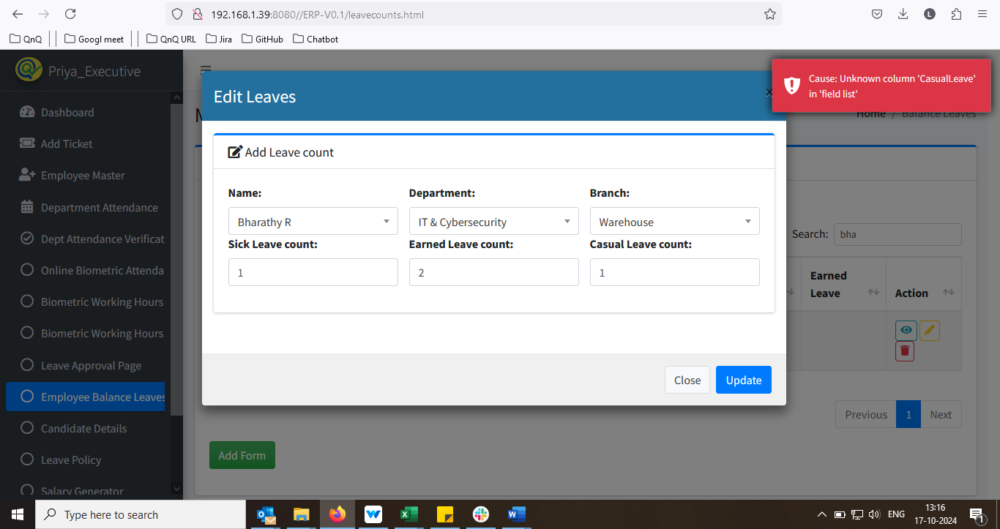 192.168.1.39:8080//ERP-V0.1/leavecounts.html
L
QnQ
Googl meet
QnQ URL
Jira
GitHub
Chatbot
Priya_Executive
Dashboard
Add Ticket
Employee Master
Department Attendance
Dept Attendance Verificat
Online Biometric Attenda
Biometric Working Hours
Biometric Working Hours
Leave Approval Page
Employee Balance Leaves
Candidate Details
Leave Policy
Salary Generator
Cause: Unknown column 'CasualLeave'
in 'field list'
Home / Balance Leaves
Edit Leaves
×
Add Leave count
Name:
Department:
Branch:
Bharathy R
IT & Cybersecurity
Warehouse
Sick Leave count:
Earned Leave count:
Casual Leave count:
1
2
1
Close
Update
Search:
bha
Earned
Leave
Action
Previous
1
Next
Add Form
Type here to search
ENG
13:16
17-10-2024
1